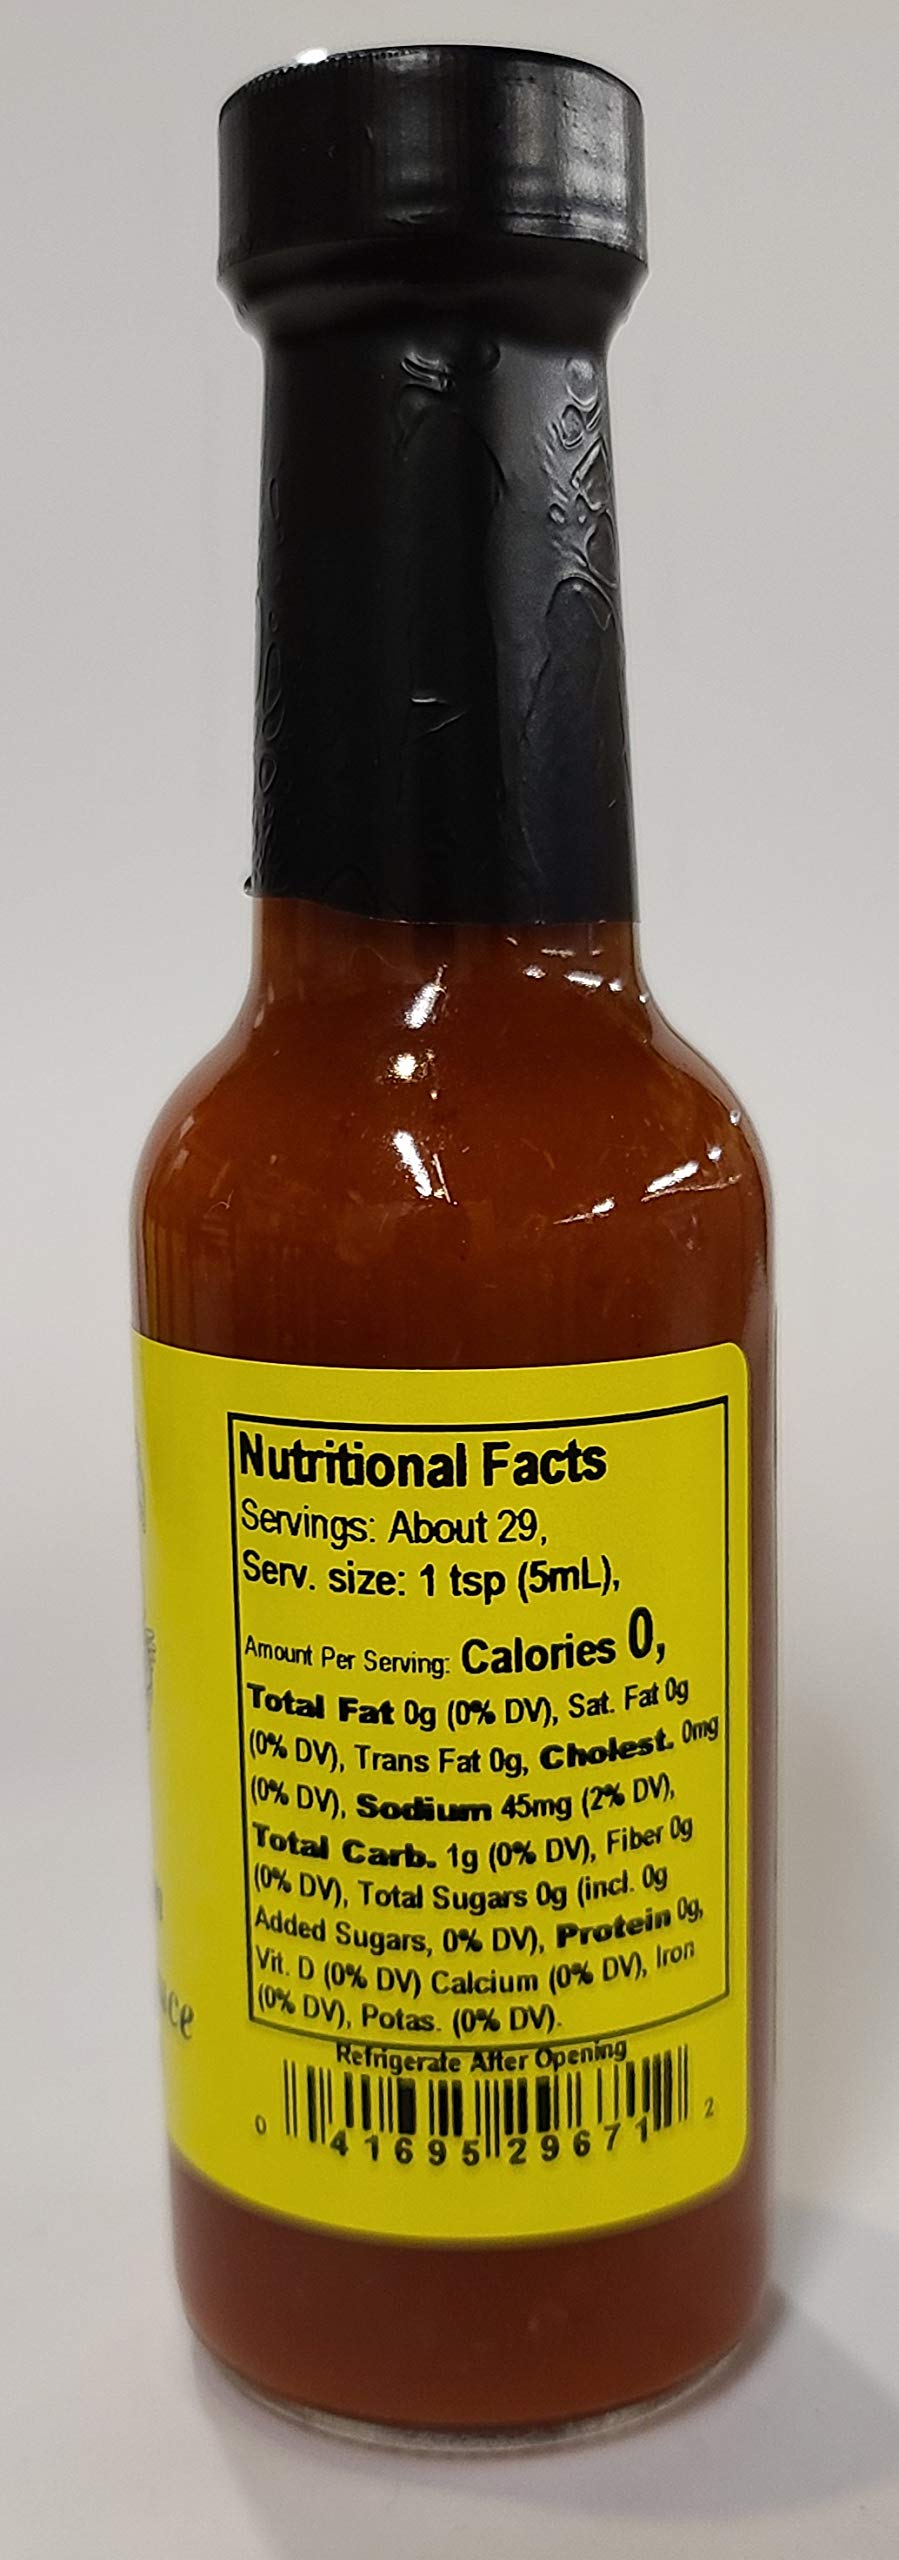 Nutritional Facts
Servings: About 29,
Serv. size: 1 tsp (5mL),
Amount Per Serving: Calories 0,
Total Fat 0g (0% DV), Sat. Fat 0g
(0% DV), Trans Fat 0g, Cholest. 0mg
(0% DV), Sodium 45mg (2% DV),
Total Carb. 1g (0% DV), Fiber 0g
(0% DV), Total Sugars 0g (incl. 0g
Added Sugars, 0% DV), Protein 0g,
Vit. D (0% DV) Calcium (0% DV), Iron
(0% DV), Potas. (0% DV).
Refrigerate After Opening
0 41695 29671 2